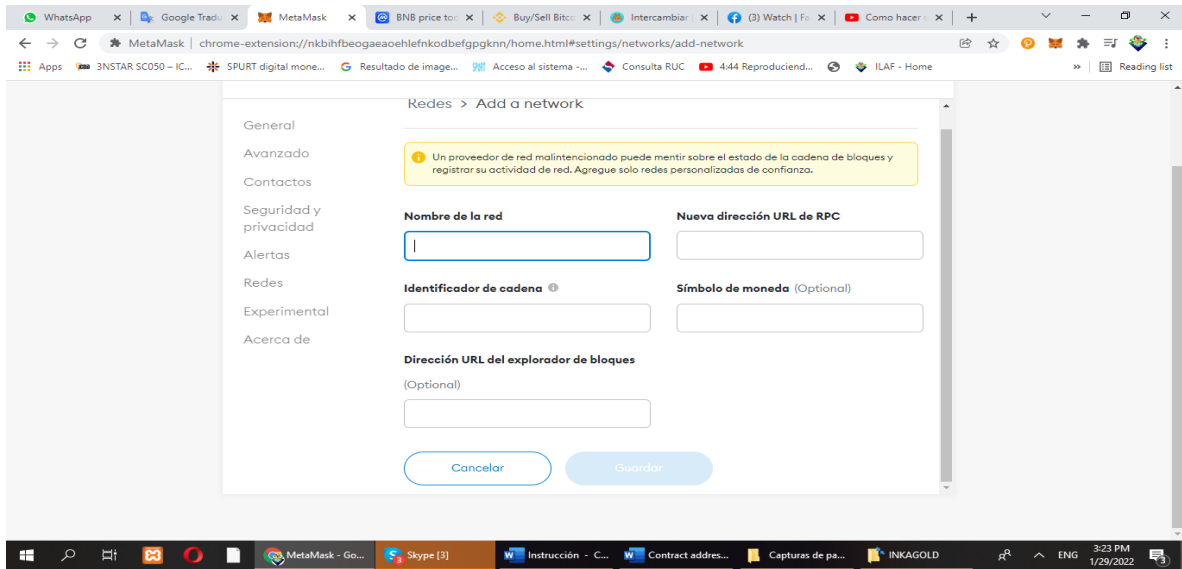 WhatsApp
Google Tradu
MetaMask
BNB price too
Buy/Sell Bitco
Intercambiar
(3) Watch | Fa
Como hacer
MetaMask | chrome-extension://nkbihfbeogaeaoehlefnkodbefgpgknn/home.html#settings/networks/add-network
Apps
3NSTAR SC050 – IC...
SPURT digital mone...
Resultado de image...
Acceso al sistema -...
Consulta RUC
4:44 Reproduciend...
ILAF - Home
»
Reading list
Redes > Add a network
General
Avanzado
Contactos
Seguridad y
privacidad
Alertas
Redes
Experimental
Acerca de
Un proveedor de red malintencionado puede mentir sobre el estado de la cadena de bloques y
registrar su actividad de red. Agregue solo redes personalizadas de confianza.
Nombre de la red
Nueva dirección URL de RPC
Identificador de cadena
Símbolo de moneda (Optional)
Dirección URL del explorador de bloques
(Optional)
Cancelar
Guardar
MetaMask - Go...
Skype [3]
Instrucción - C...
Contract addres...
Capturas de pa...
INKAGOLD
ENG
3:23 PM
1/29/2022